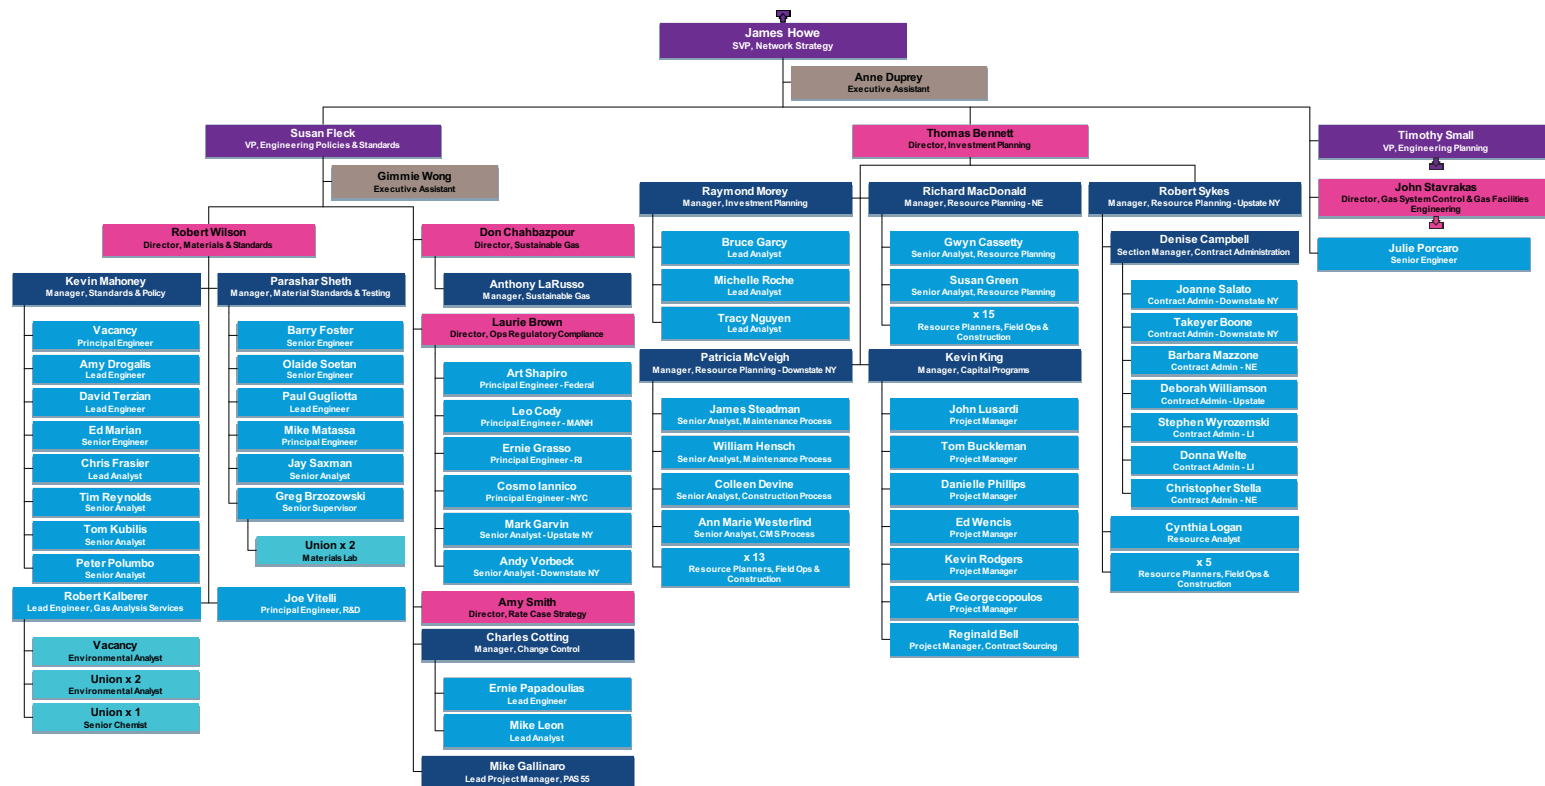 James Howe
SVP, Network Strategy
Anne Duprey
Executive Assistant
Susan Fleck
VP, Engineering Policies & Standards
Gimmie Wong
Executive Assistant
Robert Wilson
Director, Materials & Standards
Kevin Mahoney
Manager, Standards & Policy
Vacancy
Principal Engineer
Amy Drogalis
Lead Engineer
David Terzian
Lead Engineer
Ed Marian
Senior Engineer
Chris Frasier
Lead Analyst
Tim Reynolds
Senior Analyst
Tom Kubilis
Senior Analyst
Peter Polumbo
Senior Analyst
Parashar Sheth
Manager, Material Standards & Testing
Barry Foster
Senior Engineer
Olaide Soetan
Senior Engineer
Paul Gugliotta
Lead Engineer
Mike Matassa
Principal Engineer
Jay Saxman
Senior Analyst
Greg Brzozowski
Senior Supervisor
Union x 2
Materials Lab
Robert Kalberer
Lead Engineer, Gas Analysis Services
Vacancy
Environmental Analyst
Union x 2
Environmental Analyst
Union x 1
Senior Chemist
Joe Vitelli
Principal Engineer, R&D
Don Chahbazpour
Director, Sustainable Gas
Anthony LaRusso
Manager, Sustainable Gas
Laurie Brown
Director, Ops Regulatory Compliance
Art Shapiro
Principal Engineer - Federal
Leo Cody
Principal Engineer - MA/NH
Ernie Grasso
Principal Engineer - RI
Cosmo Iannico
Principal Engineer - NYC
Mark Garvin
Senior Analyst - Upstate NY
Andy Vorbeck
Senior Analyst - Downstate NY
Amy Smith
Director, Rate Case Strategy
Charles Cotting
Manager, Change Control
Ernie Papadoulias
Lead Engineer
Mike Leon
Lead Analyst
Mike Gallinaro
Lead Project Manager, PAS 55
Thomas Bennett
Director, Investment Planning
Raymond Morey
Manager, Investment Planning
Bruce Garcy
Lead Analyst
Michelle Roche
Lead Analyst
Tracy Nguyen
Lead Analyst
Richard MacDonald
Manager, Resource Planning - NE
Gwyn Cassetty
Senior Analyst, Resource Planning
Susan Green
Senior Analyst, Resource Planning
x 15
Resource Planners, Field Ops &
Construction
Patricia McVeigh
Manager, Resource Planning - Downstate NY
James Steadman
Senior Analyst, Maintenance Process
William Hensch
Senior Analyst, Maintenance Process
Colleen Devine
Senior Analyst, Construction Process
Ann Marie Westerlind
Senior Analyst, CMS Process
x 13
Resource Planners, Field Ops &
Construction
Kevin King
Manager, Capital Programs
John Lusardi
Project Manager
Tom Buckleman
Project Manager
Danielle Phillips
Project Manager
Ed Wencis
Project Manager
Kevin Rodgers
Project Manager
Artie Georgecopoulos
Project Manager
Reginald Bell
Project Manager, Contract Sourcing
Robert Sykes
Manager, Resource Planning - Upstate NY
Denise Campbell
Section Manager, Contract Administration
Joanne Salato
Contract Admin - Downstate NY
Takeyer Boone
Contract Admin - Downstate NY
Barbara Mazzone
Contract Admin - NE
Deborah Williamson
Contract Admin - Upstate
Stephen Wyrozemski
Contract Admin - LI
Donna Welte
Contract Admin - LI
Christopher Stella
Contract Admin - NE
Cynthia Logan
Resource Analyst
x 5
Resource Planners, Field Ops &
Construction
Timothy Small
VP, Engineering Planning
John Stavrakas
Director, Gas System Control & Gas Facilities
Engineering
Julie Porcaro
Senior Engineer